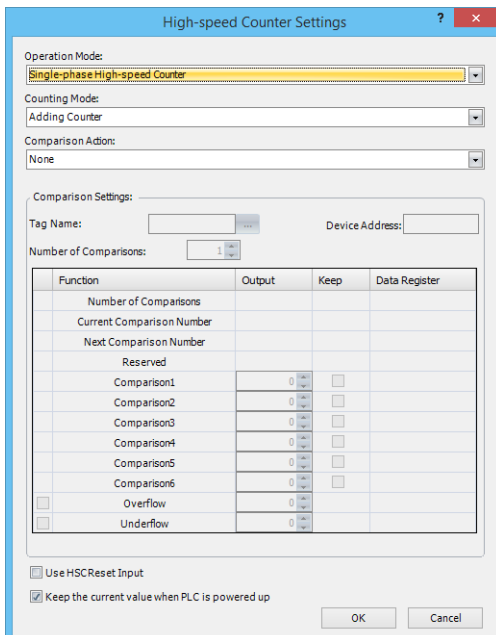 High-speed Counter Settings ? ×
Operation Mode:
Single-phase High-speed Counter
Counting Mode:
Adding Counter
Comparison Action:
None
Comparison Settings:
Tag Name: ... Device Address:
Number of Comparisons: 1
Function Output Keep Data Register
Number of Comparisons
Current Comparison Number
Next Comparison Number
Reserved
Comparison1 0
Comparison2 0
Comparison3 0
Comparison4 0
Comparison5 0
Comparison6 0
Overflow 0
Underflow 0
Use HSCReset Input
Keep the current value when PLC is powered up
OK Cancel